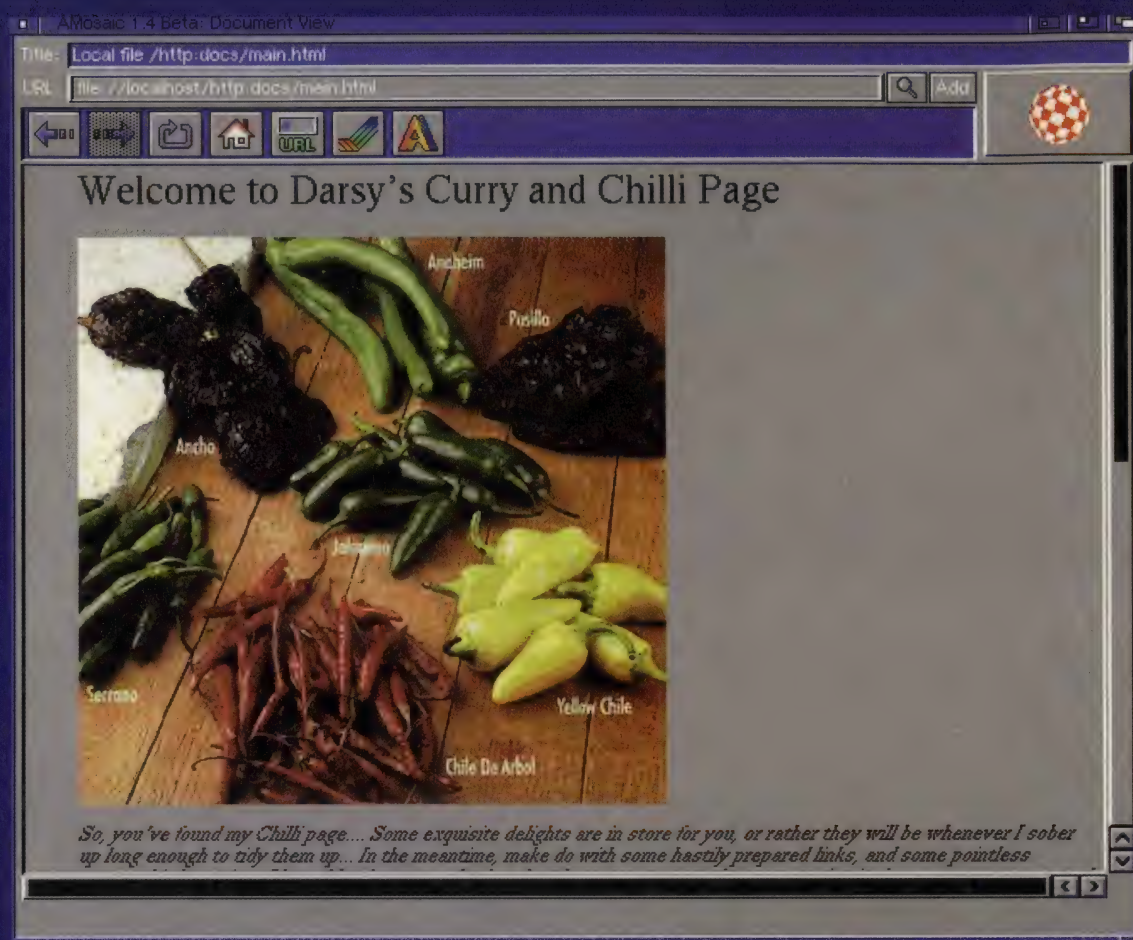 AMosaic 1.4 Beta: Document View
Title: Local file /http:docs/main.html
URL file://localhost/http:docs/main.html
Add
URL
A
Welcome to Darsy's Curry and Chilli Page
Anaheim
Pasilla
Ancho
Jalapeno
Serrano
Yellow Chile
Chile De Arbol
So, you've found my Chilli page.... Some exquisite delights are in store for you, or rather they will be whenever I sober
up long enough to tidy them up... In the meantime, make do with some hastily prepared links, and some pointless